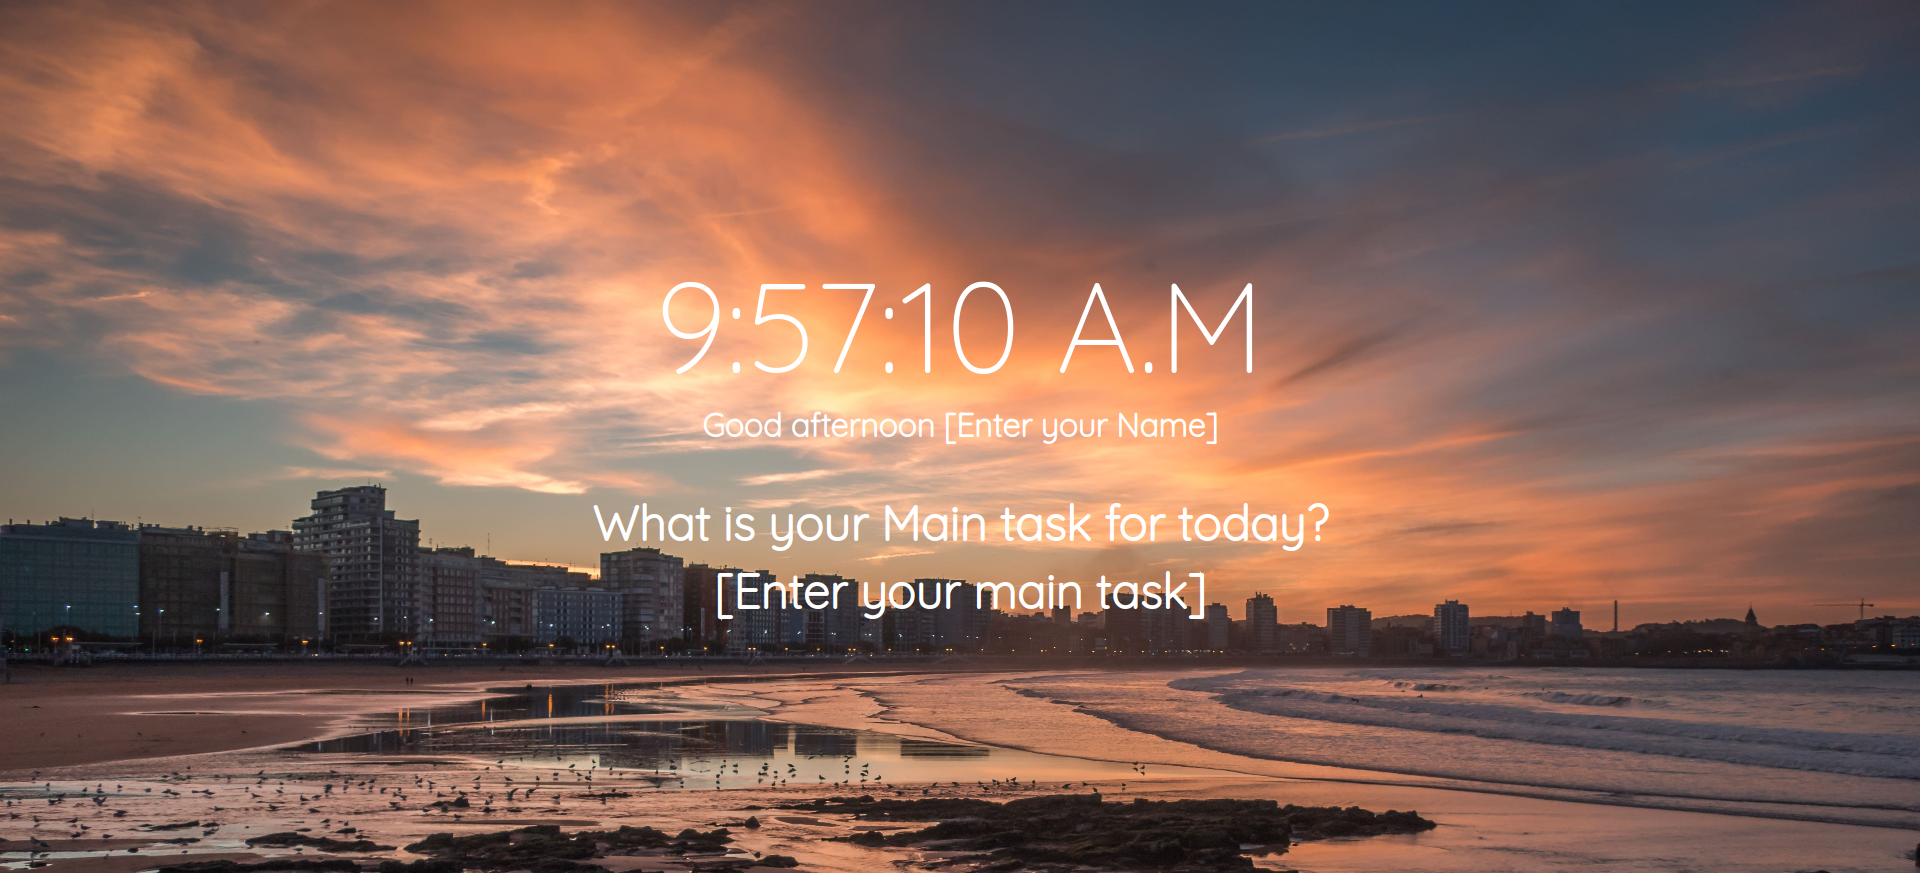 9:57:10 A.M
Good afternoon [Enter your Name]
What is your Main task for today?
[Enter your main task]